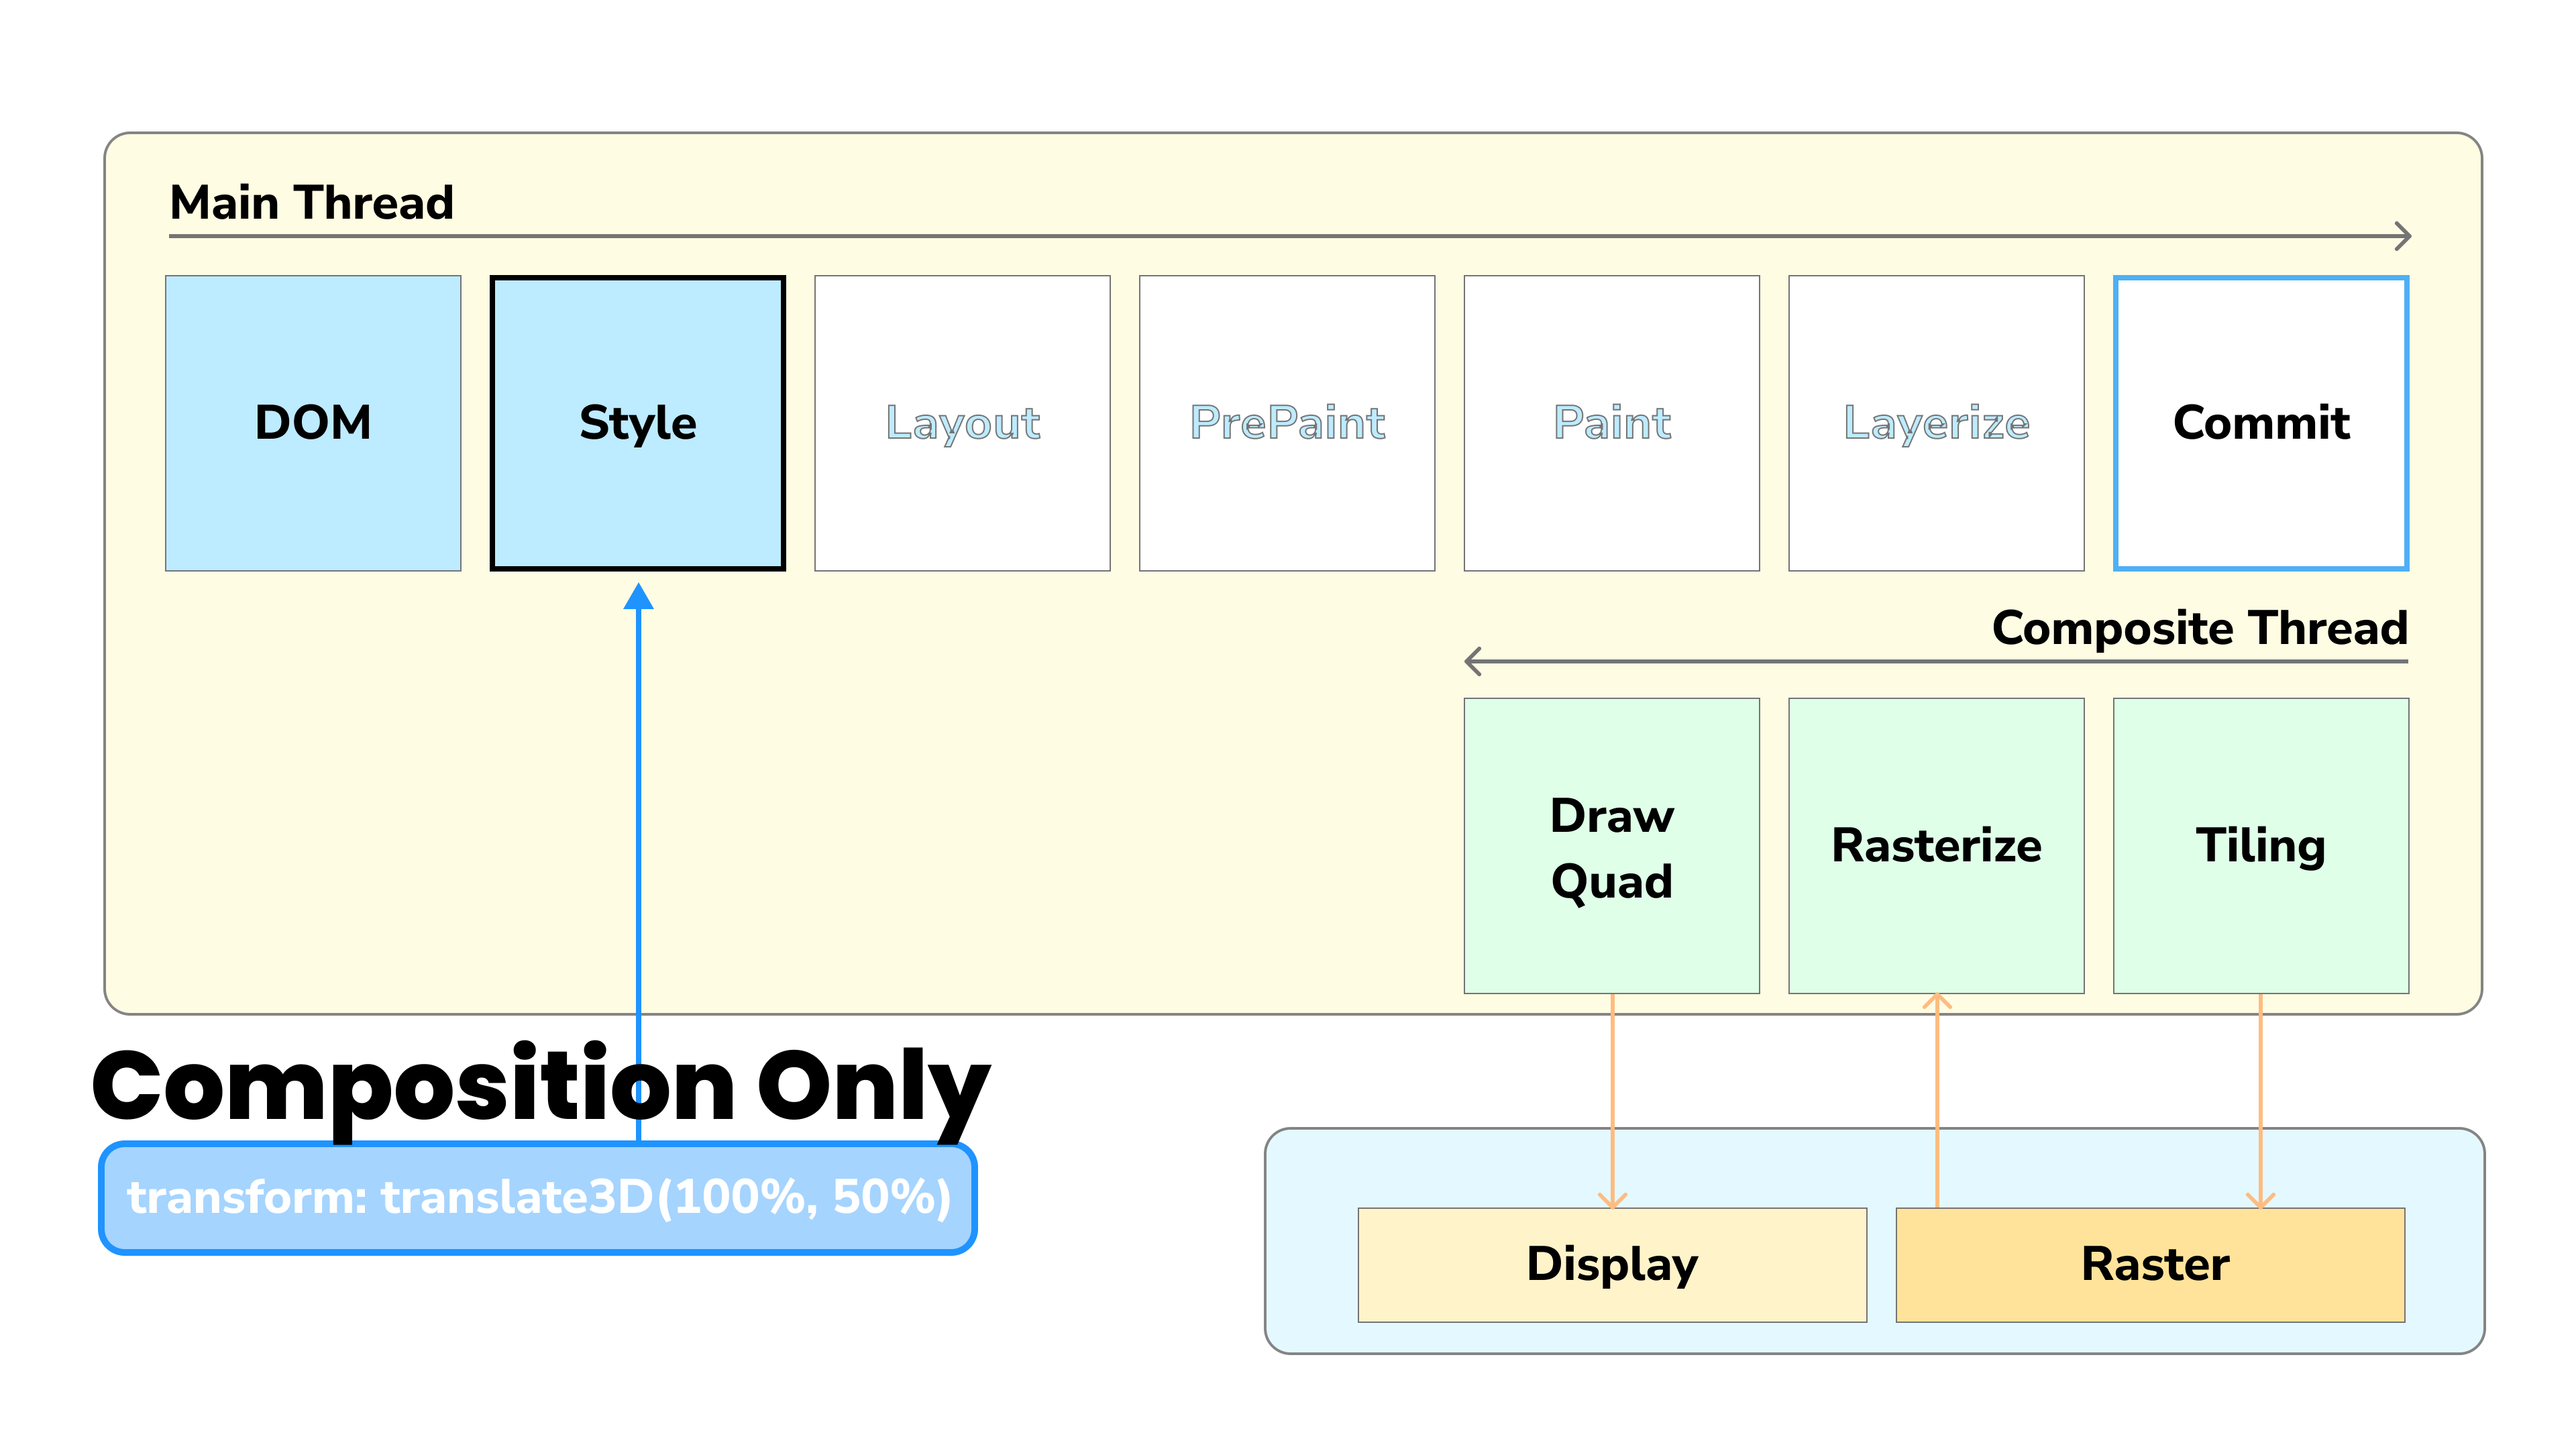 Main Thread
DOM
Style
Layout
PrePaint
Paint
Layerize
Commit
Composite Thread
Draw
Quad
Rasterize
Tiling
Composition Only
transform: translate3D(100%, 50%)
Display
Raster